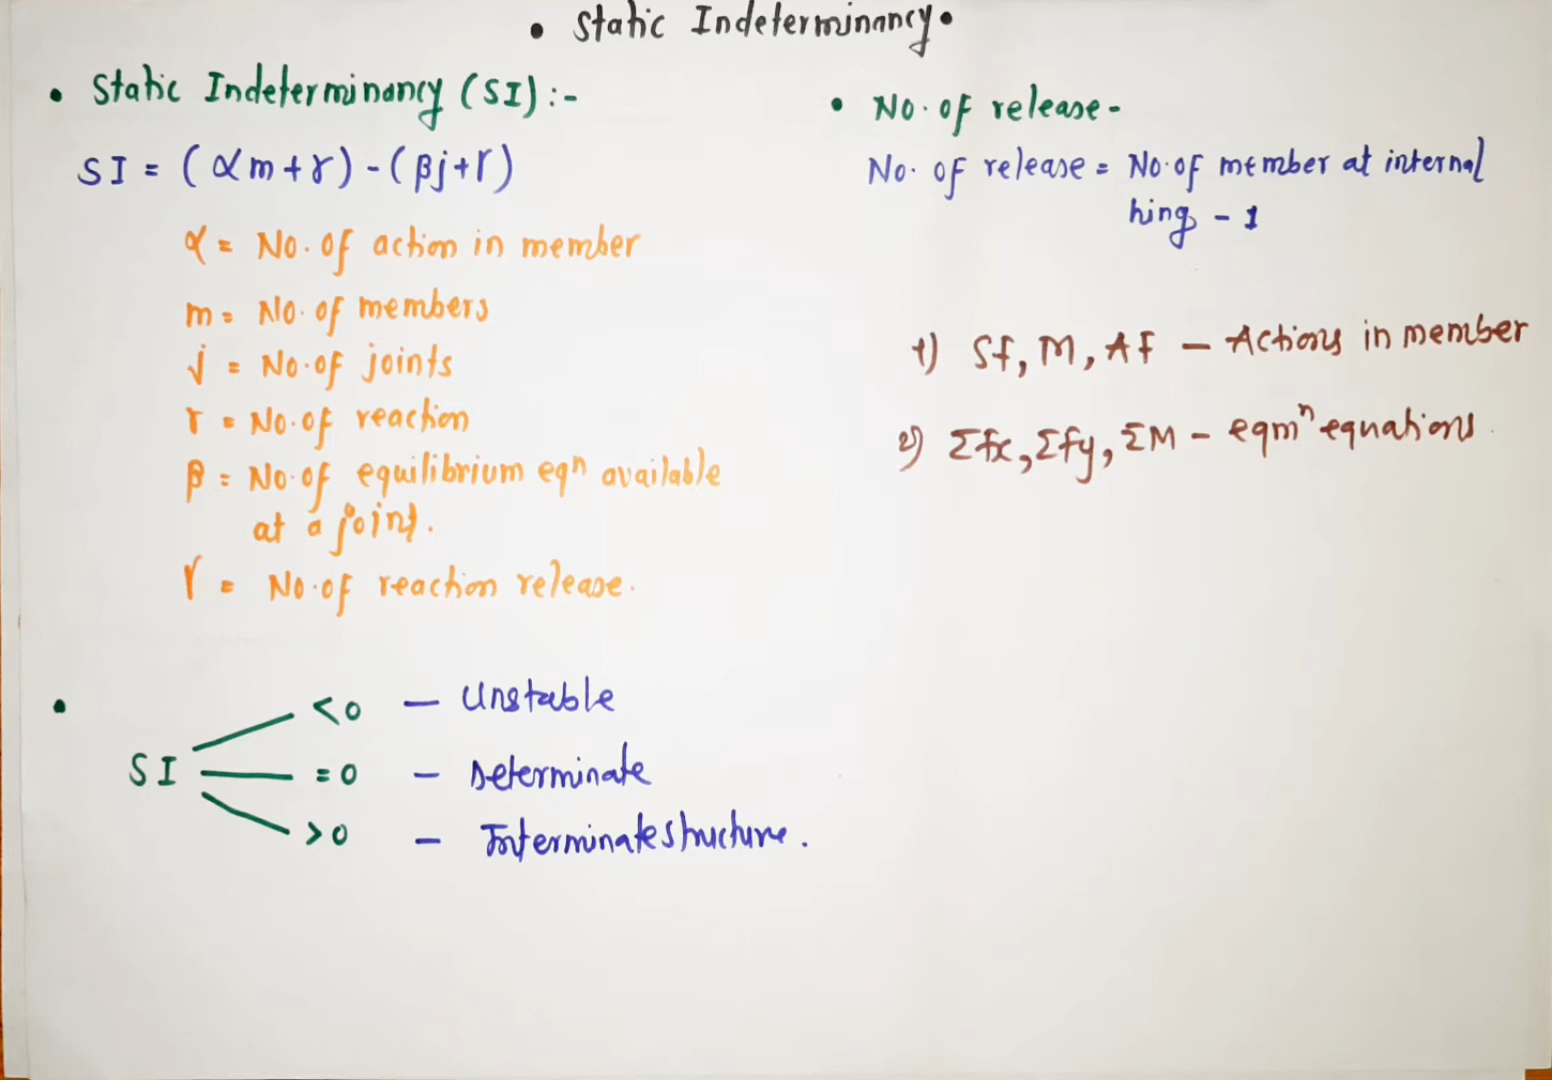 • Static Indeterminancy •
• Static Indeterminancy (SI) :-
SI = (αm + r) - (βj + r)
α = No. of action in member
m = No. of members
j = No. of joints
r = No. of reaction
β = No. of equilibrium eqn available
at a joint.
r = No. of reaction release.
• SI
<0 - Unstable
=0 - Determinate
>0 - Interminate structure.
• No. of release -
No. of release = No. of member at internal
hing - 1
1) SF, M, AF - Actions in member
2) Σfx, Σfy, ΣM - eqmⁿ equations